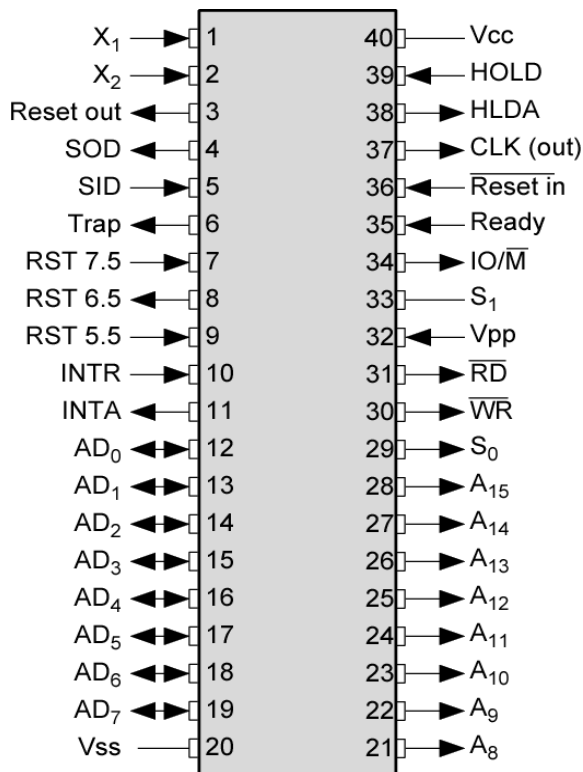 X₁ 1 40 Vcc
X₂ 2 39 HOLD
Reset out 3 38 HLDA
SOD 4 37 CLK (out)
SID 5 36 R̅e̅s̅e̅t̅ ̅i̅n̅
Trap 6 35 Ready
RST 7.5 7 34 IO/M̅
RST 6.5 8 33 S₁
RST 5.5 9 32 Vpp
INTR 10 31 R̅D̅
INTA 11 30 W̅R̅
AD₀ 12 29 S₀
AD₁ 13 28 A₁₅
AD₂ 14 27 A₁₄
AD₃ 15 26 A₁₃
AD₄ 16 25 A₁₂
AD₅ 17 24 A₁₁
AD₆ 18 23 A₁₀
AD₇ 19 22 A₉
Vss 20 21 A₈